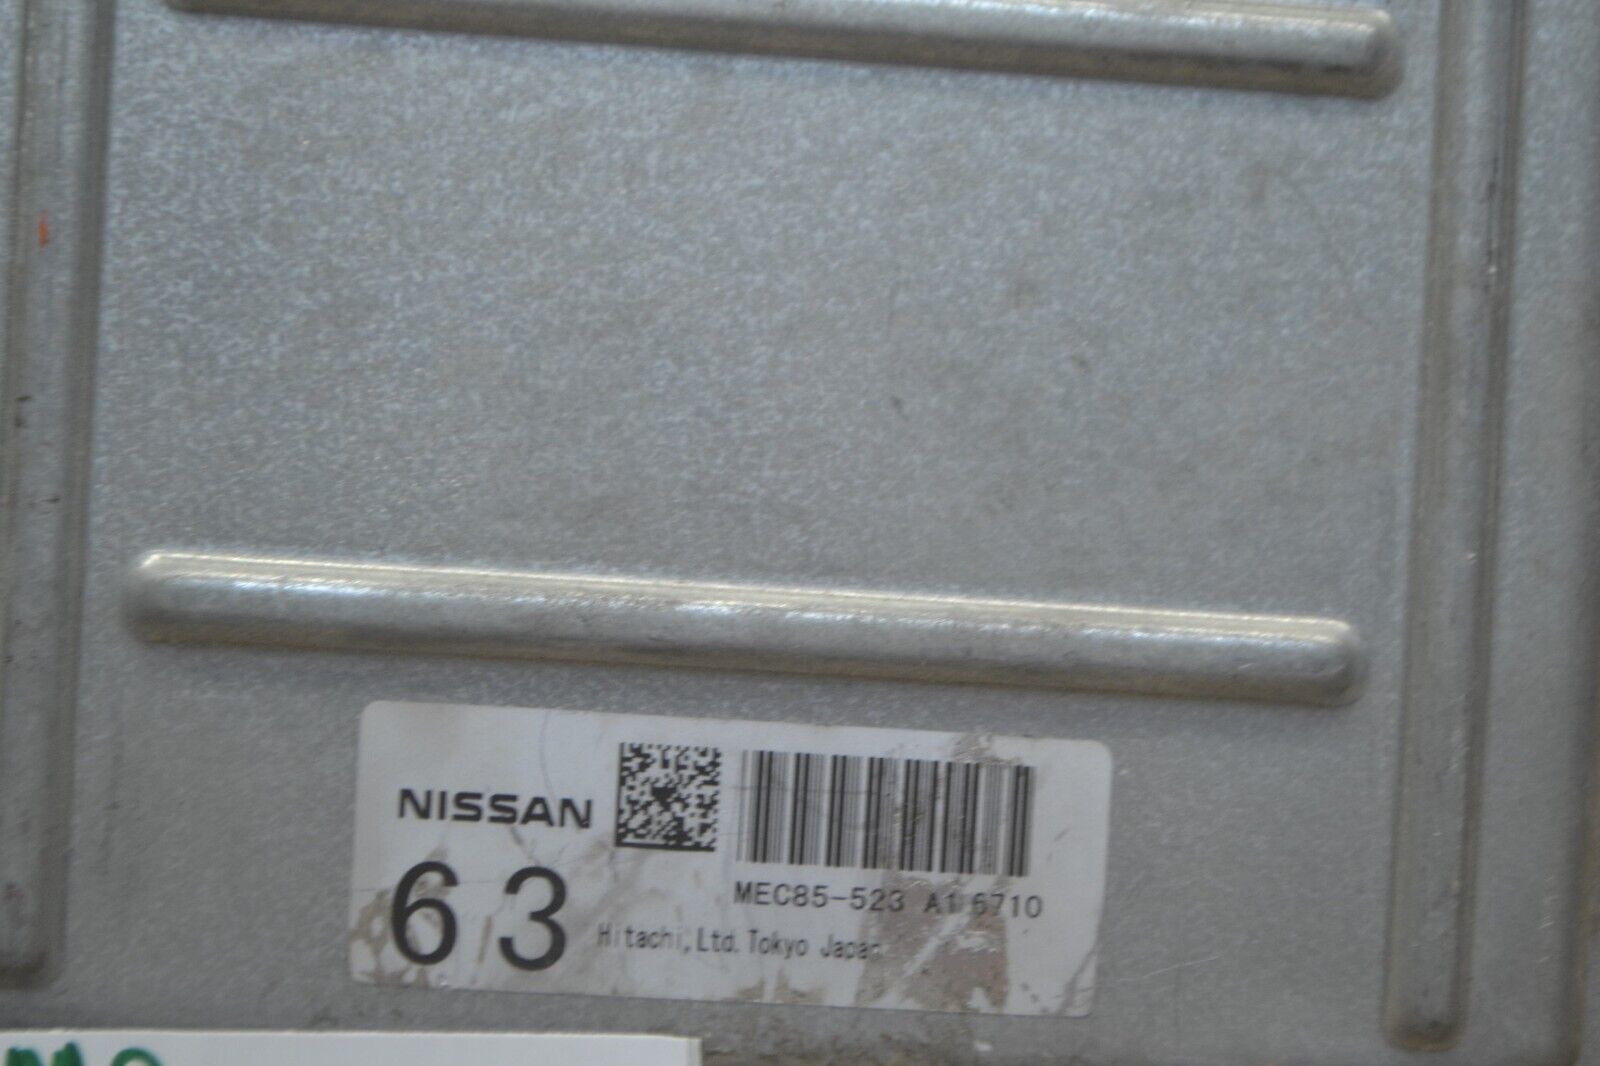 NISSAN
63
MEC85-523 A1 6710
Hitachi, Ltd. Tokyo Japan